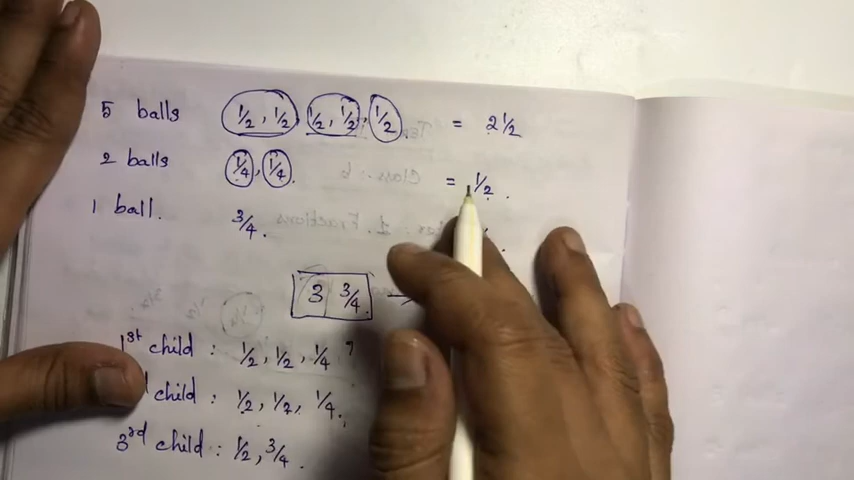 5 balls ½, ½, ½, ½, ½ = 2½
2 balls ¼, ¼. = ½.
1 ball. ¾.
3 ¾ →
1st child : ½, ½, ¼,
child : ½, ½, ¼,
3rd child : ½, ¾.